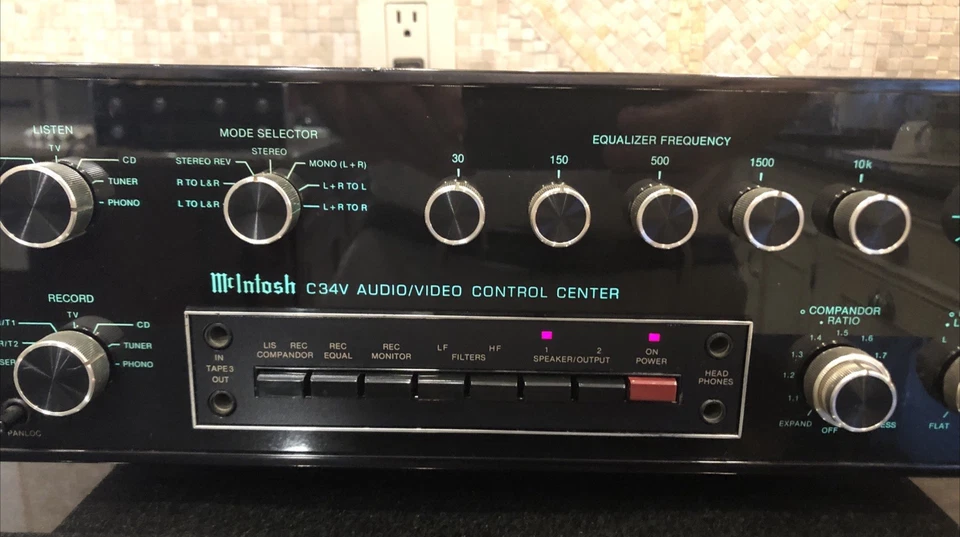 LISTEN
TV
CD
TUNER
PHONO
MODE SELECTOR
STEREO
STEREO REV
MONO (L + R)
R TO L&R
L + R TO L
L TO L&R
L + R TO R
EQUALIZER FREQUENCY
30
150
500
1500
10k
McIntosh C34V AUDIO/VIDEO CONTROL CENTER
RECORD
TV
CD
TUNER
PHONO
IN
TAPE 3
OUT
LIS REC
COMPANDOR
REC
EQUAL
REC
MONITOR
LF HF
FILTERS
1 2
SPEAKER/OUTPUT
ON
POWER
HEAD
PHONES
COMPANDOR
RATIO
1.5
1.4 1.6
1.3 1.7
1.2
1.1
EXPAND
OFF
FLAT